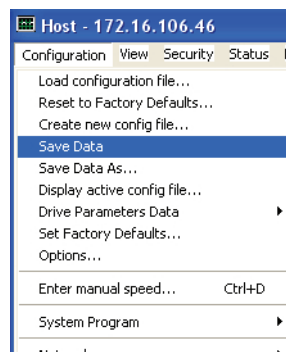 Host - 172.16.106.46
Configuration View Security Status
Load configuration file...
Reset to Factory Defaults...
Create new config file...
Save Data
Save Data As...
Display active config file...
Drive Parameters Data
Set Factory Defaults...
Options...
Enter manual speed... Ctrl+D
System Program